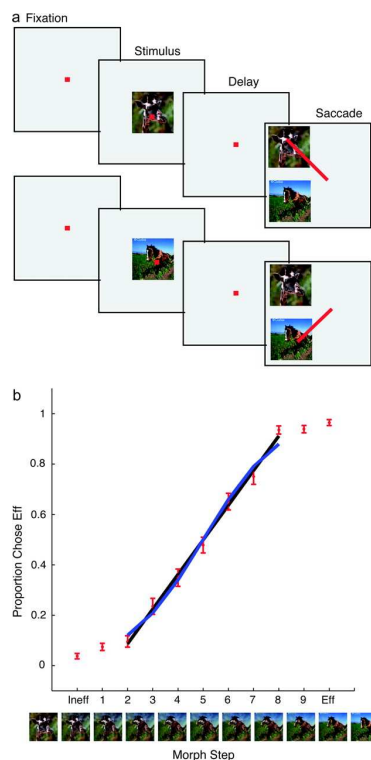 a Fixation
Stimulus
Delay
Saccade
b
Proportion Chose Eff
1
0.8
0.6
0.4
0.2
0
Ineff 1 2 3 4 5 6 7 8 9 Eff
Morph Step